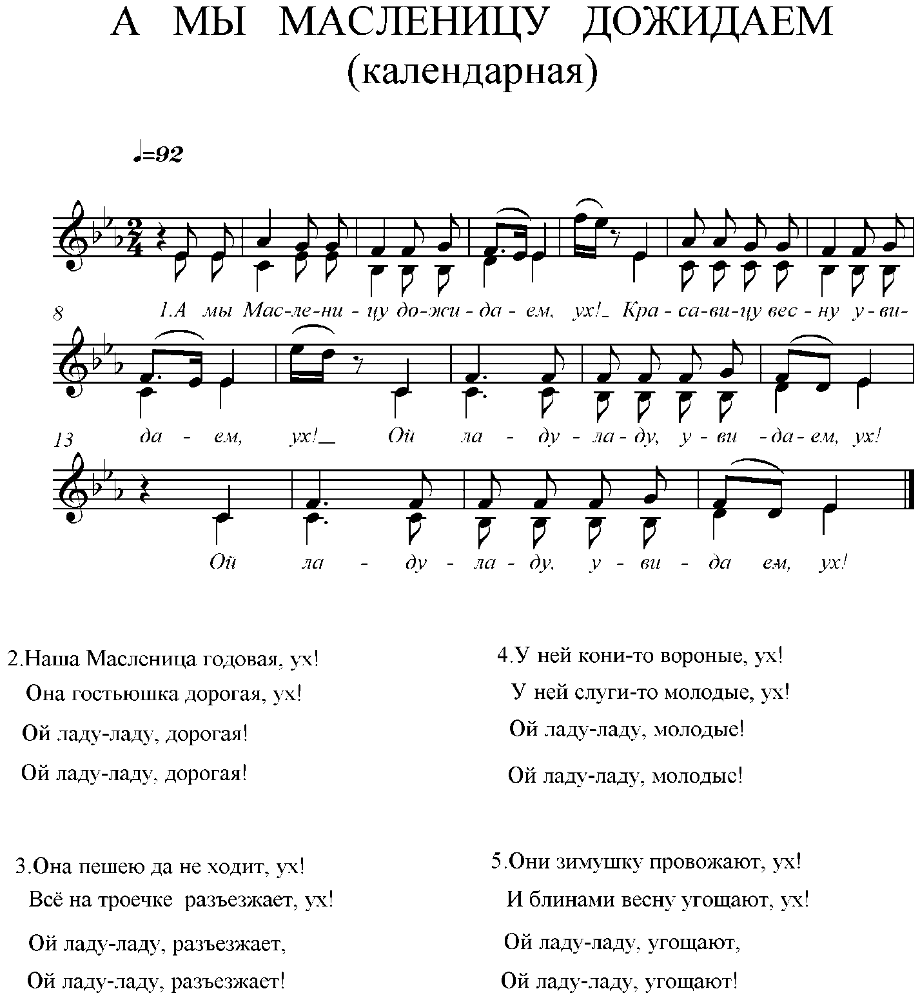 А МЫ МАСЛЕНИЦУ ДОЖИДАЕМ
(календарная)
=92
2
4
1.А мы Мас-ле-ни - цу до-жи - да - ем, ух!_ Кра - са-ви-цу вес - ну у-ви-
8
да - ем, ух!_ Ой ла - ду - ла - ду, у - ви - да - ем, ух!
13
Ой ла - ду - ла - ду, у - ви - да ем, ух!
2.Наша Масленица годовая, ух!
Она гостьюшка дорогая, ух!
Ой ладу-ладу, дорогая!
Ой ладу-ладу, дорогая!
3.Она пешею да не ходит, ух!
Всё на троечке разъезжает, ух!
Ой ладу-ладу, разъезжает,
Ой ладу-ладу, разъезжает!
4.У ней кони-то вороные, ух!
У ней слуги-то молодые, ух!
Ой ладу-ладу, молодые!
Ой ладу-ладу, молодые!
5.Они зимушку провожают, ух!
И блинами весну угощают, ух!
Ой ладу-ладу, угощают,
Ой ладу-ладу, угощают!